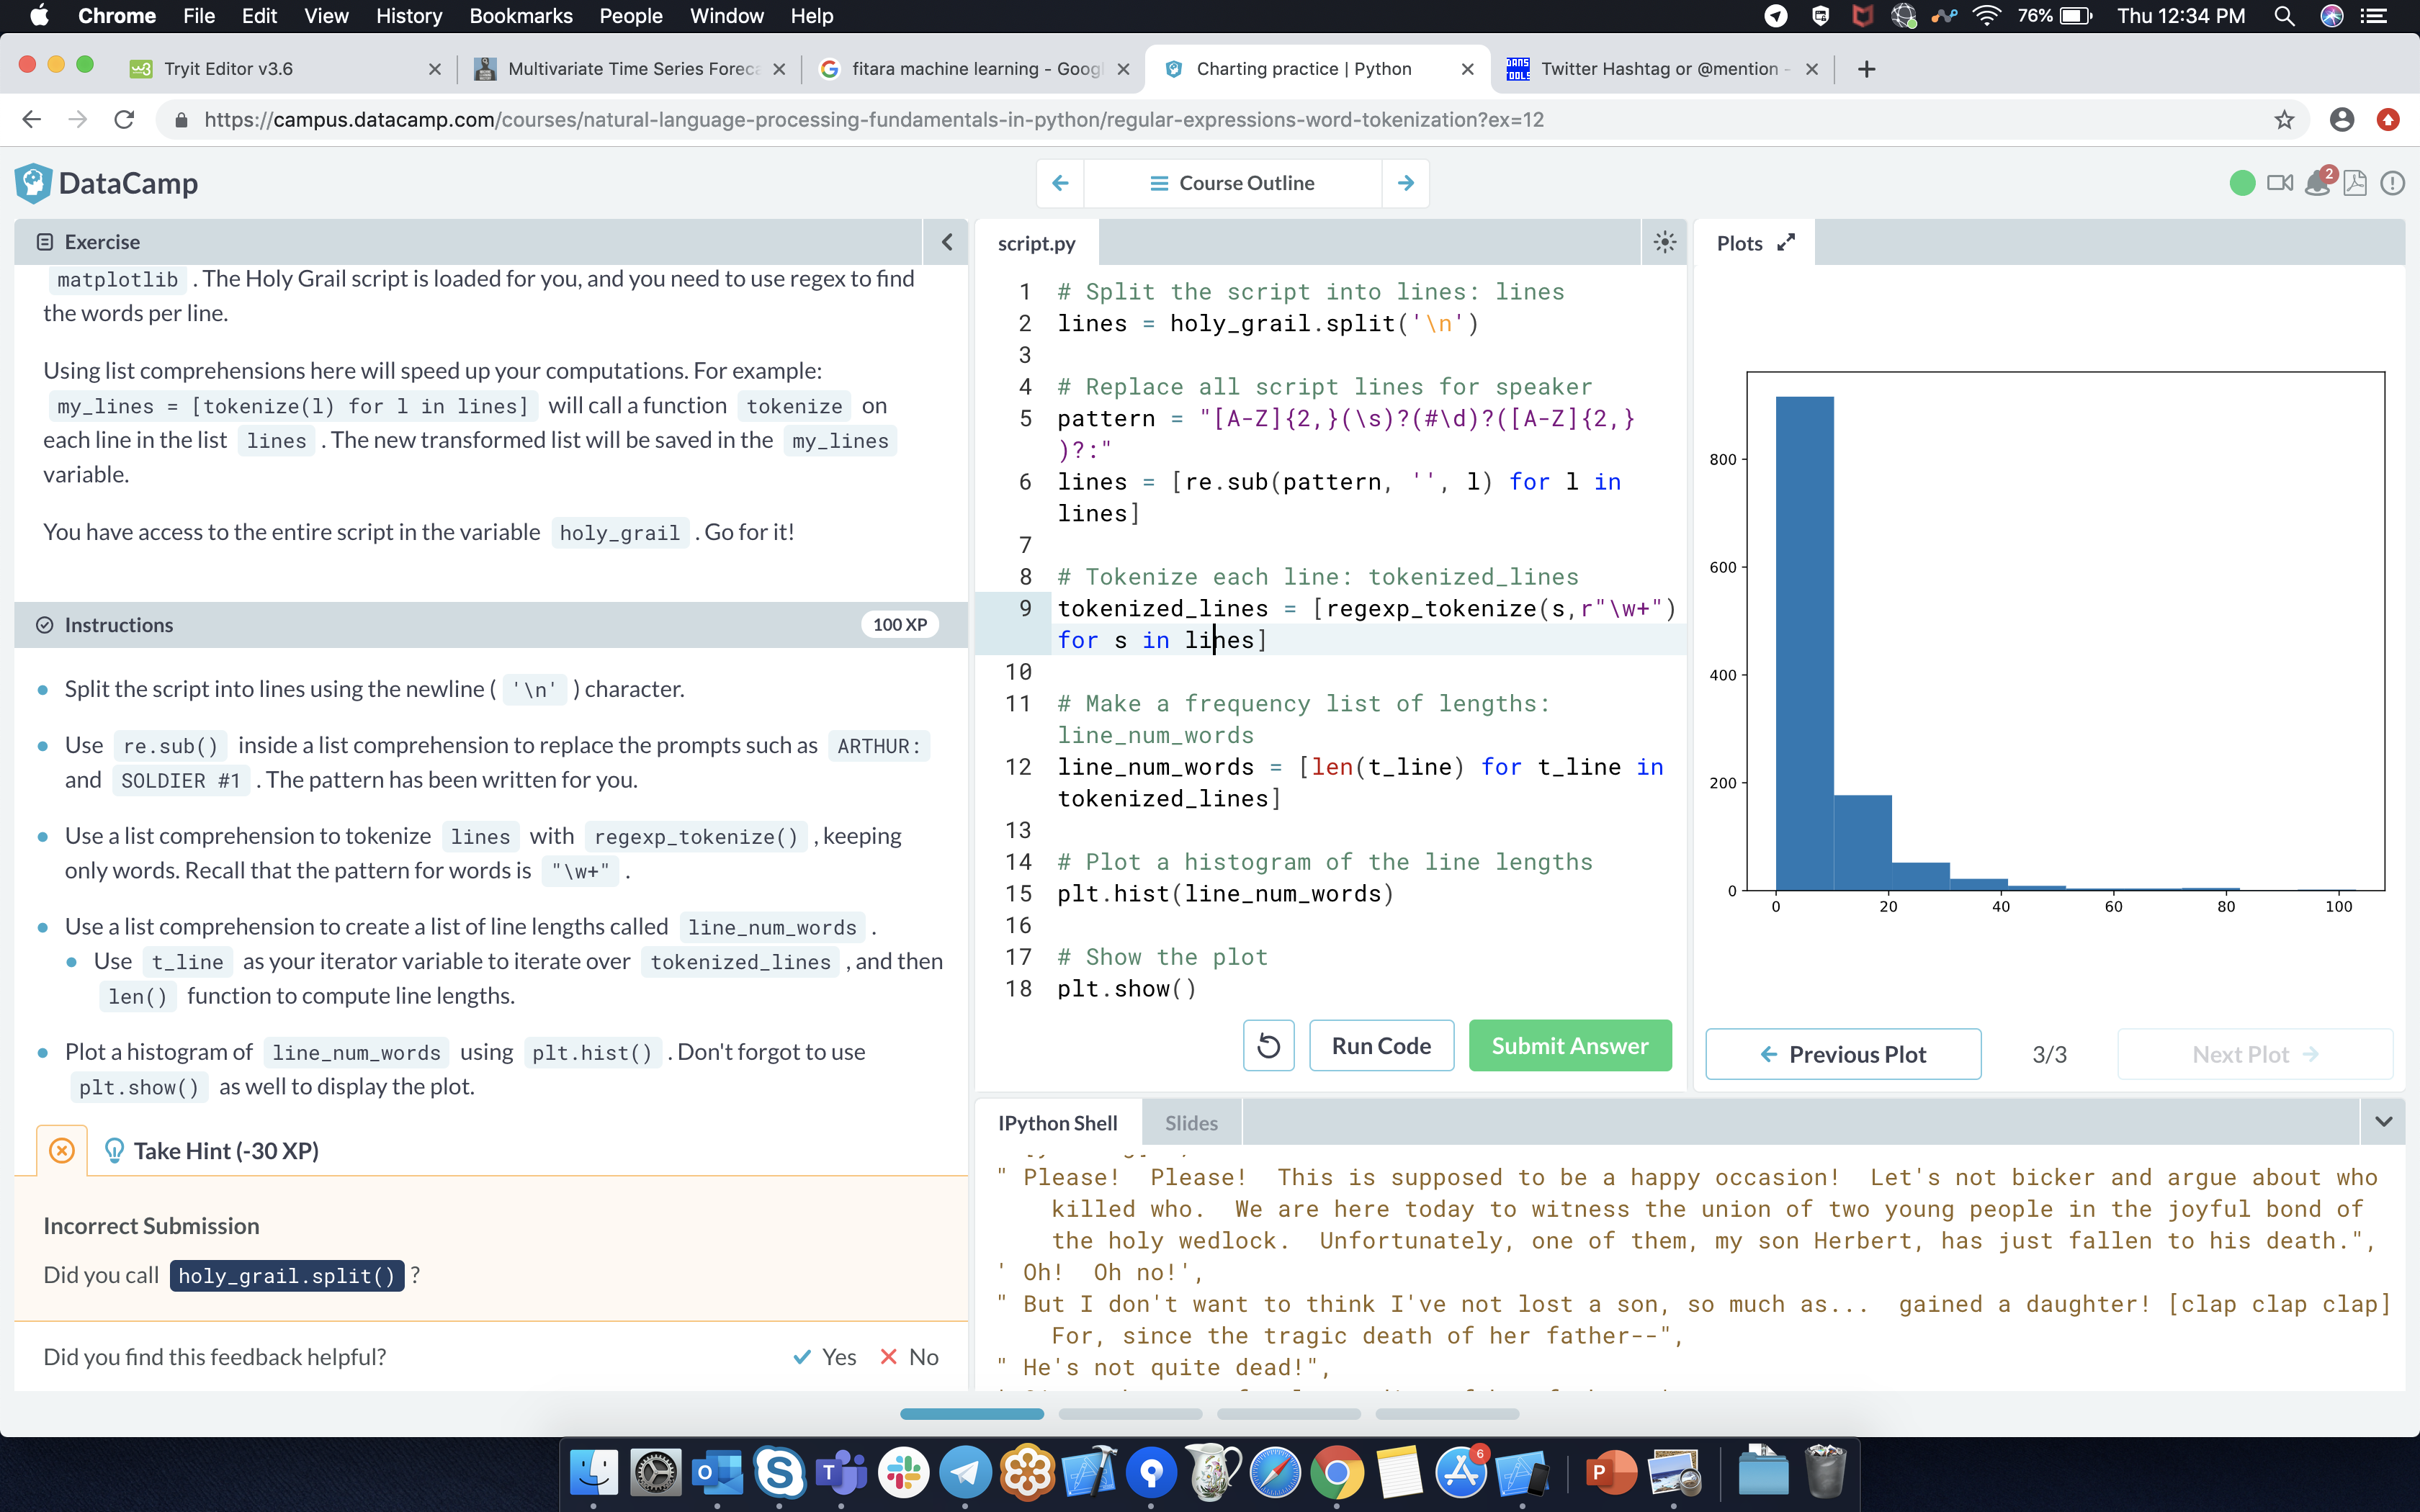 Chrome File Edit View History Bookmarks People Window Help 76% Thu 12:34 PM
Tryit Editor v3.6
Multivariate Time Series Foreca
fitara machine learning - Googl
Charting practice | Python
Twitter Hashtag or @mention -
https://campus.datacamp.com/courses/natural-language-processing-fundamentals-in-python/regular-expressions-word-tokenization?ex=12
DataCamp
Course Outline
2
Exercise
matplotlib . The Holy Grail script is loaded for you, and you need to use regex to find
the words per line.
Using list comprehensions here will speed up your computations. For example:
my_lines = [tokenize(l) for l in lines] will call a function tokenize on
each line in the list lines . The new transformed list will be saved in the my_lines
variable.
You have access to the entire script in the variable holy_grail . Go for it!
Instructions
100 XP
Split the script into lines using the newline ( '\n' ) character.
Use re.sub() inside a list comprehension to replace the prompts such as ARTHUR:
and SOLDIER #1 . The pattern has been written for you.
Use a list comprehension to tokenize lines with regexp_tokenize() , keeping
only words. Recall that the pattern for words is "\w+" .
Use a list comprehension to create a list of line lengths called line_num_words .
Use t_line as your iterator variable to iterate over tokenized_lines , and then
len() function to compute line lengths.
Plot a histogram of line_num_words using plt.hist() . Don't forgot to use
plt.show() as well to display the plot.
Take Hint (-30 XP)
Incorrect Submission
Did you call holy_grail.split() ?
Did you find this feedback helpful?
Yes No
script.py
1 # Split the script into lines: lines
2 lines = holy_grail.split('\n')
3
4 # Replace all script lines for speaker
5 pattern = "[A-Z]{2,}(\s)?(#\d)?([A-Z]{2,}
)?:"
6 lines = [re.sub(pattern, '', l) for l in
lines]
7
8 # Tokenize each line: tokenized_lines
9 tokenized_lines = [regexp_tokenize(s,r"\w+")
for s in lines]
10
11 # Make a frequency list of lengths:
line_num_words
12 line_num_words = [len(t_line) for t_line in
tokenized_lines]
13
14 # Plot a histogram of the line lengths
15 plt.hist(line_num_words)
16
17 # Show the plot
18 plt.show()
Run Code
Submit Answer
Plots
800
600
400
200
0
0 20 40 60 80 100
Previous Plot
3/3
Next Plot
IPython Shell
Slides
" Please!  Please!  This is supposed to be a happy occasion!  Let's not bicker and argue about who
killed who.  We are here today to witness the union of two young people in the joyful bond of
the holy wedlock.  Unfortunately, one of them, my son Herbert, has just fallen to his death.",
' Oh!  Oh no!',
" But I don't want to think I've not lost a son, so much as...  gained a daughter! [clap clap clap]
For, since the tragic death of her father--",
" He's not quite dead!",
6